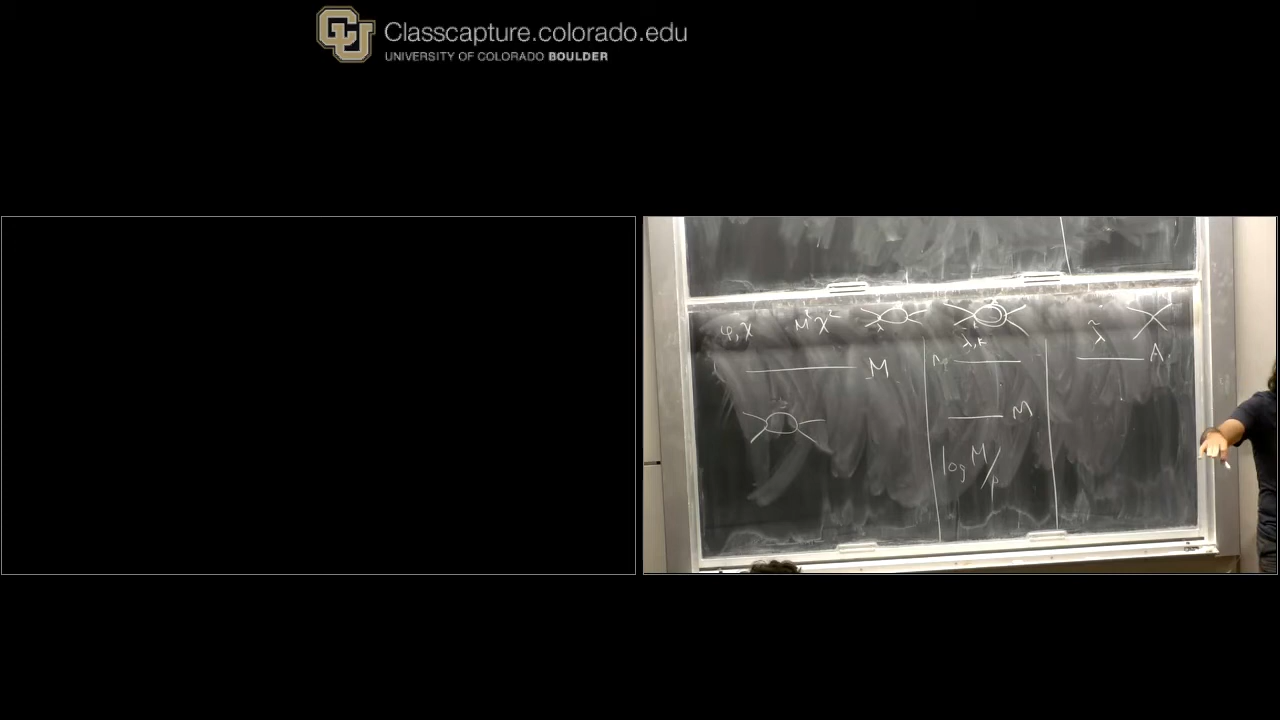 Classcapture.colorado.edu
UNIVERSITY OF COLORADO BOULDER
φ, χ M²χ² λ λ, κ λ̃
M M Λ
log M/p